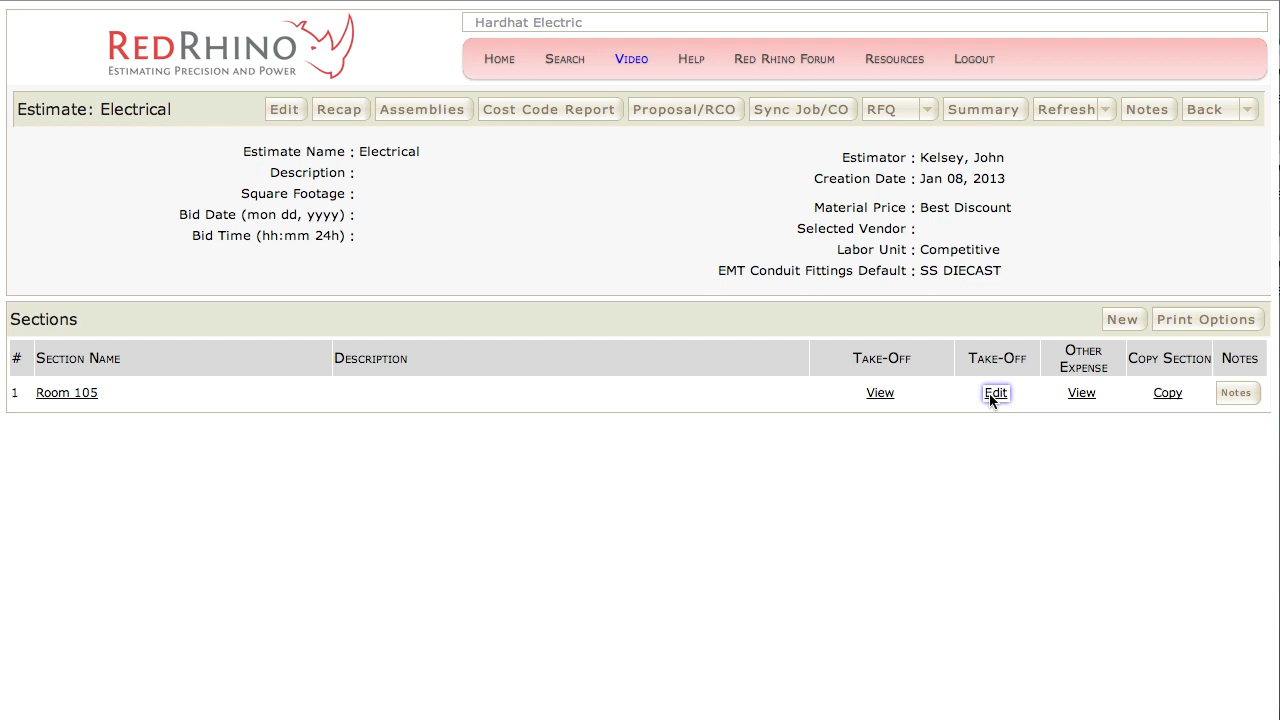 REDRHINO
ESTIMATING PRECISION AND POWER
Hardhat Electric
HOME SEARCH VIDEO HELP RED RHINO FORUM RESOURCES LOGOUT
Estimate: Electrical Edit Recap Assemblies Cost Code Report Proposal/RCO Sync Job/CO RFQ Summary Refresh Notes Back
Estimate Name : Electrical
Description :
Square Footage :
Bid Date (mon dd, yyyy) :
Bid Time (hh:mm 24h) :
Estimator : Kelsey, John
Creation Date : Jan 08, 2013
Material Price : Best Discount
Selected Vendor :
Labor Unit : Competitive
EMT Conduit Fittings Default : SS DIECAST
Sections New Print Options
# SECTION NAME DESCRIPTION TAKE-OFF TAKE-OFF OTHER EXPENSE COPY SECTION NOTES
1 Room 105 View Edit View Copy Notes